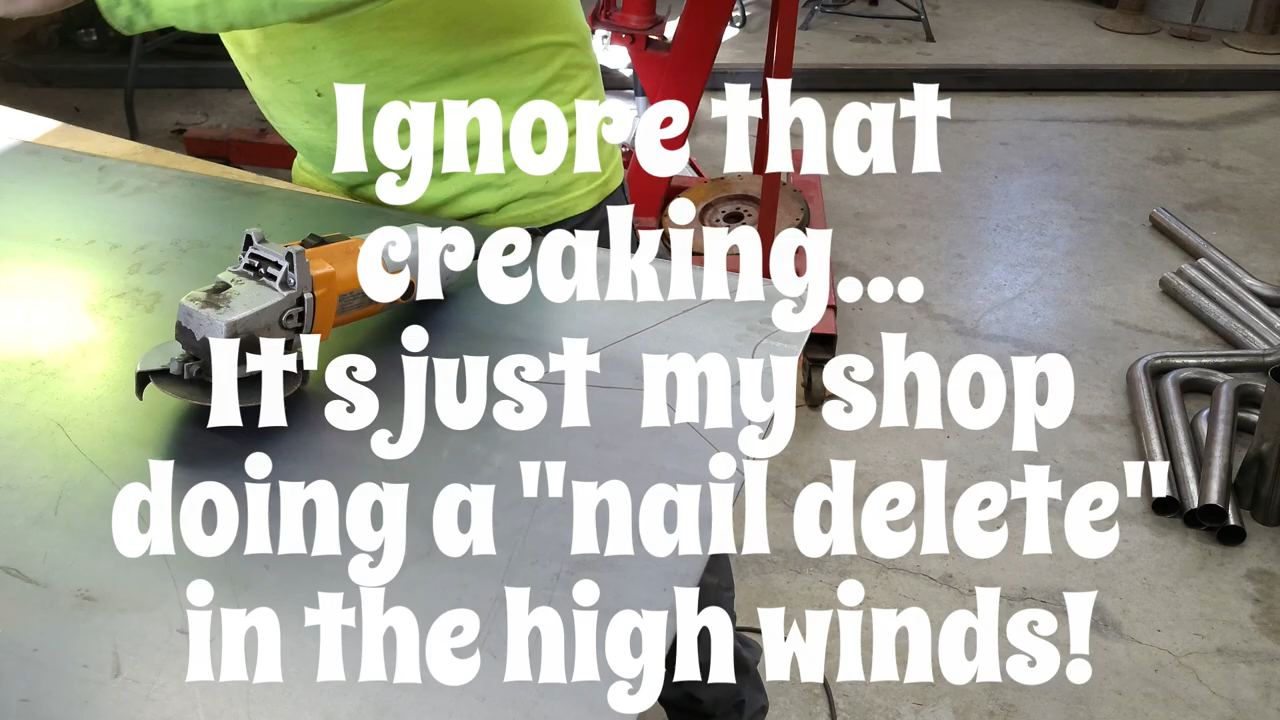 Ignore that
creaking...
It's just my shop
doing a "nail delete"
in the high winds!